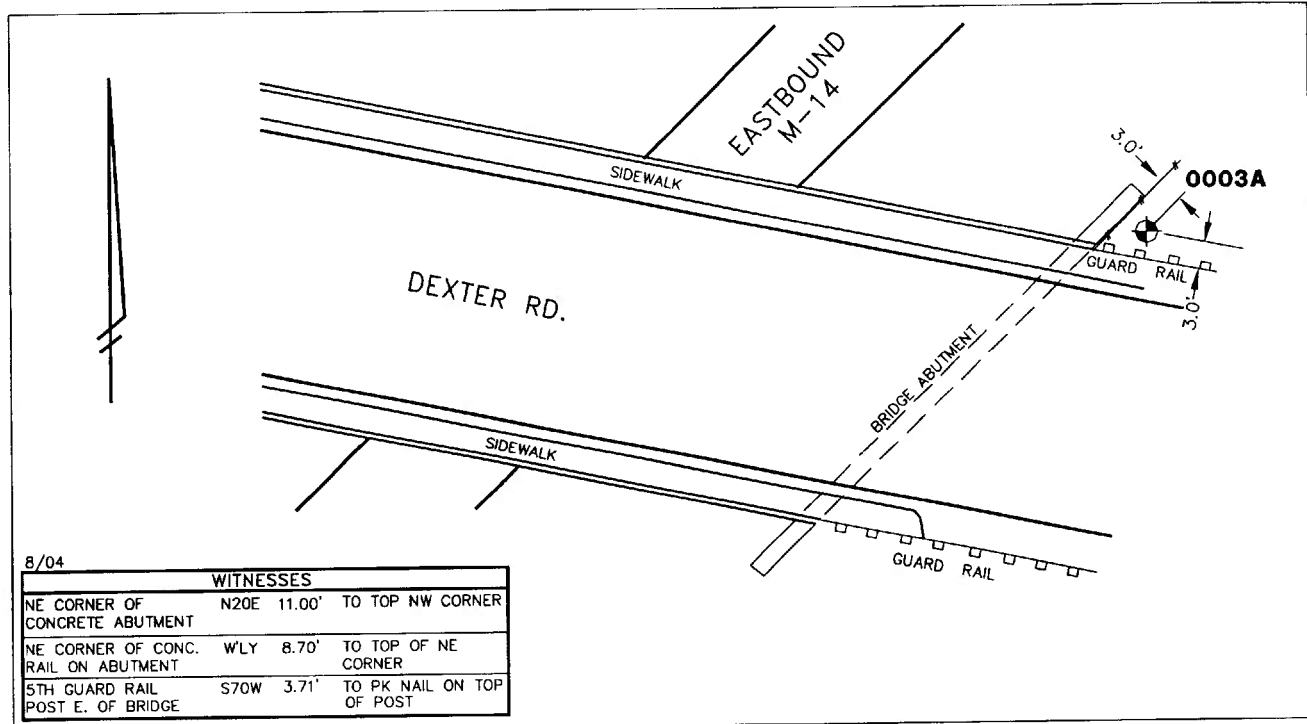 EASTBOUND
M-14
3.0'
0003A
SIDEWALK
GUARD RAIL
3.0'
DEXTER RD.
BRIDGE ABUTMENT
SIDEWALK
GUARD RAIL
8/04
WITNESSES
NE CORNER OF CONCRETE ABUTMENT N20E 11.00' TO TOP NW CORNER
NE CORNER OF CONC. RAIL ON ABUTMENT W'LY 8.70' TO TOP OF NE CORNER
5TH GUARD RAIL POST E. OF BRIDGE S70W 3.71' TO PK NAIL ON TOP OF POST